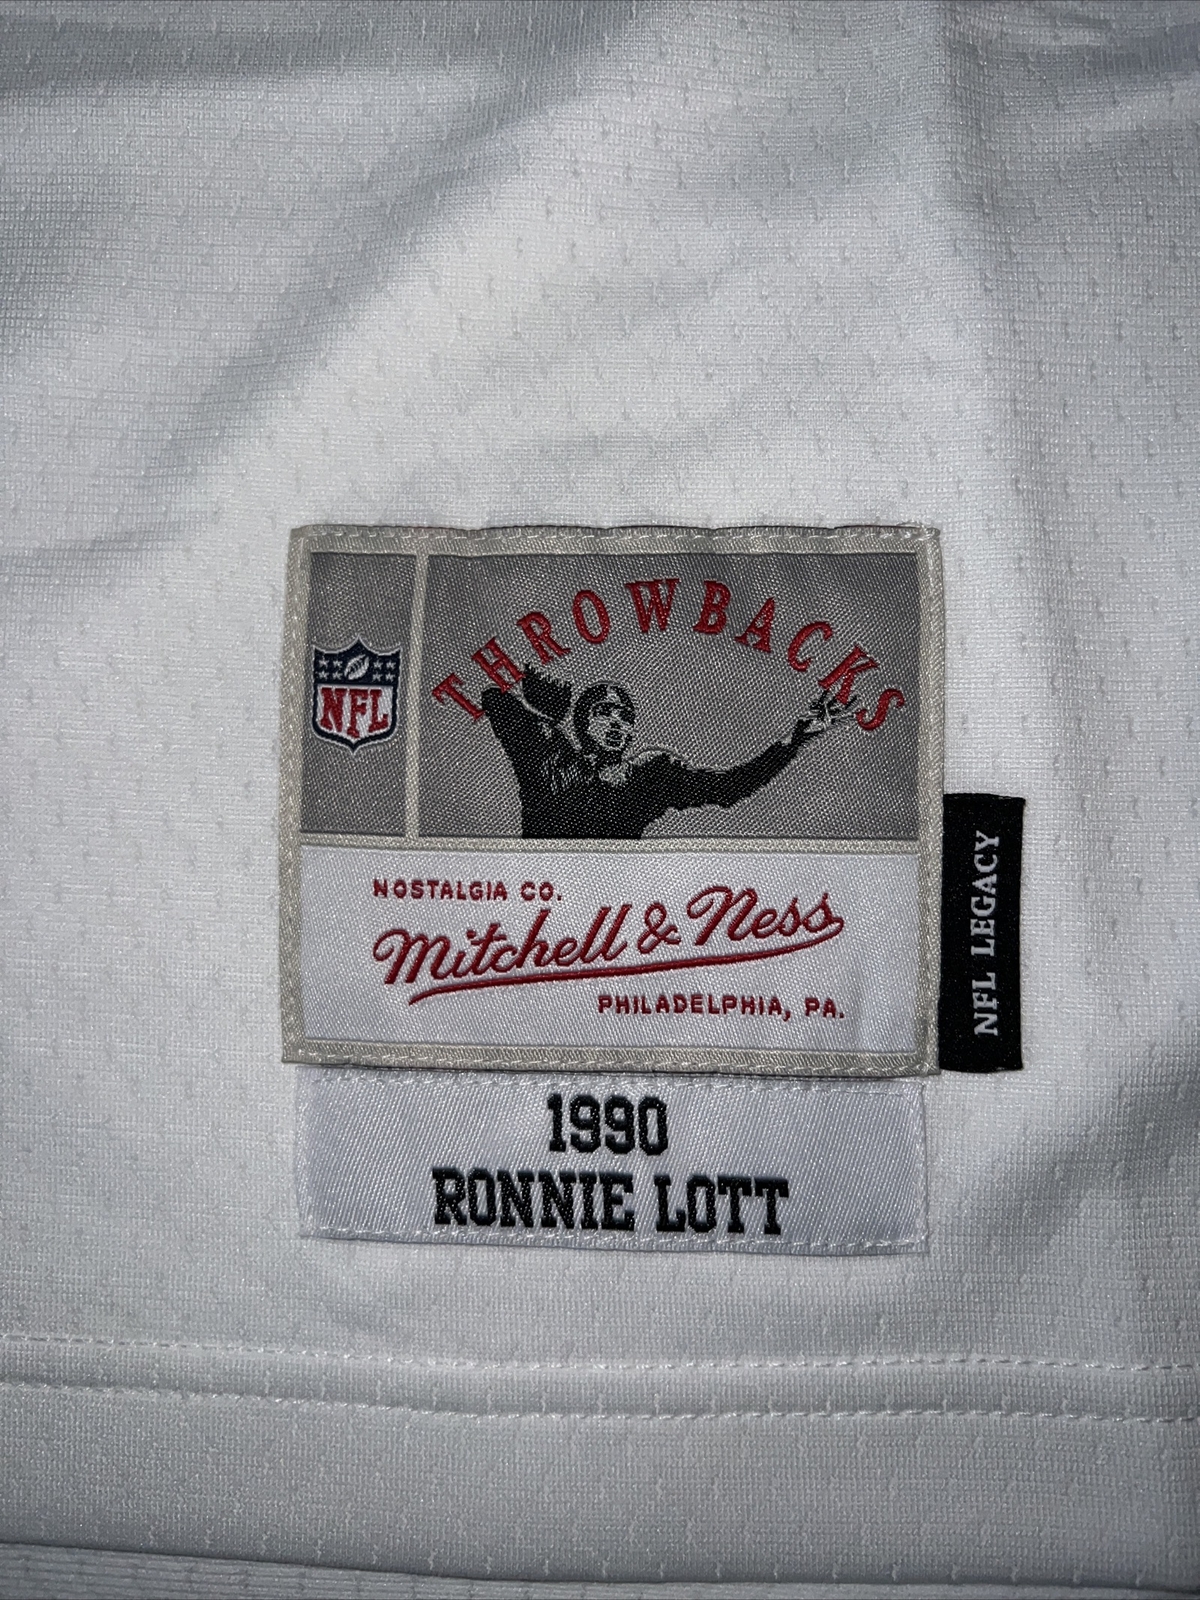 THROWBACKS
NFL
NOSTALGIA CO.
Mitchell & Ness
PHILADELPHIA, PA.
NFL LEGACY
1990
RONNIE LOTT